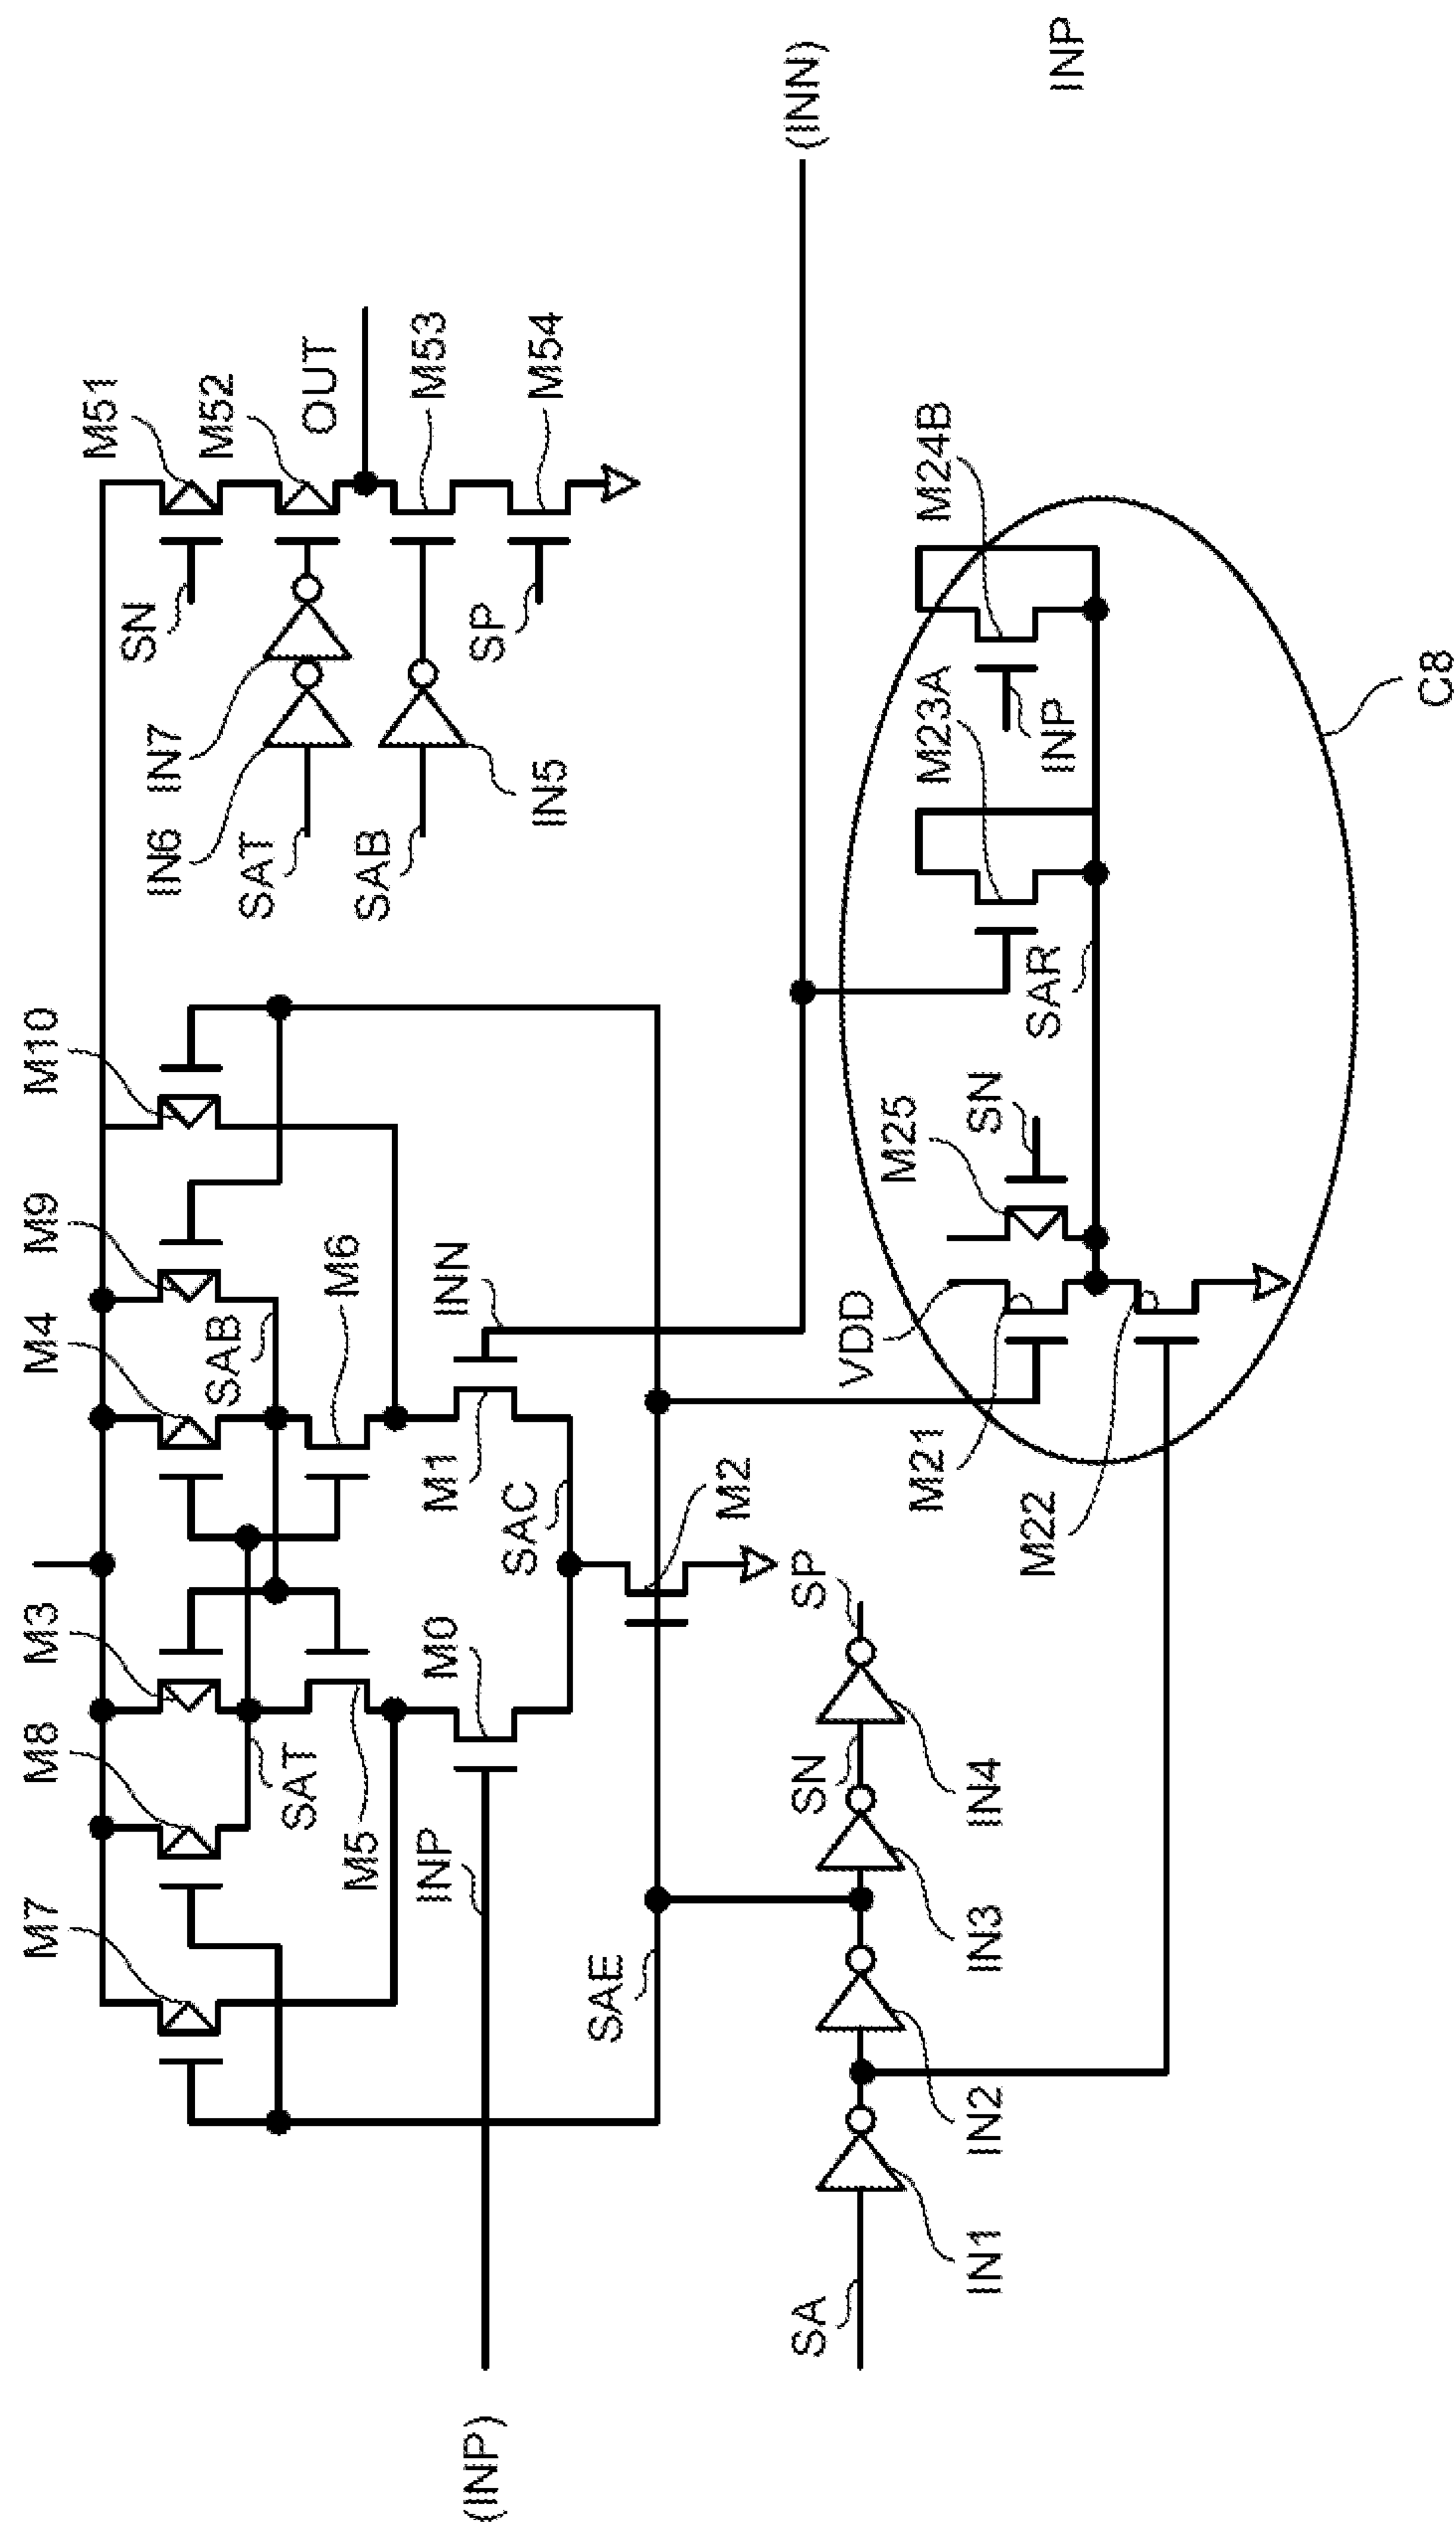 M7
M8
M3
M4
M9
M10
M51
SN
M52
IN6
IN7
SAT
OUT
SAT
SAB
SAB
M5
M6
M53
INP
M0
M1
INN
SP
M54
IN5
(INP)
SAC
SAE
M2
(INN)
SA
SN
SP
VDD
M25
SN
M23A
M24B
IN1
IN2
IN3
IN4
M21
M22
SAR
INP
INP
C8